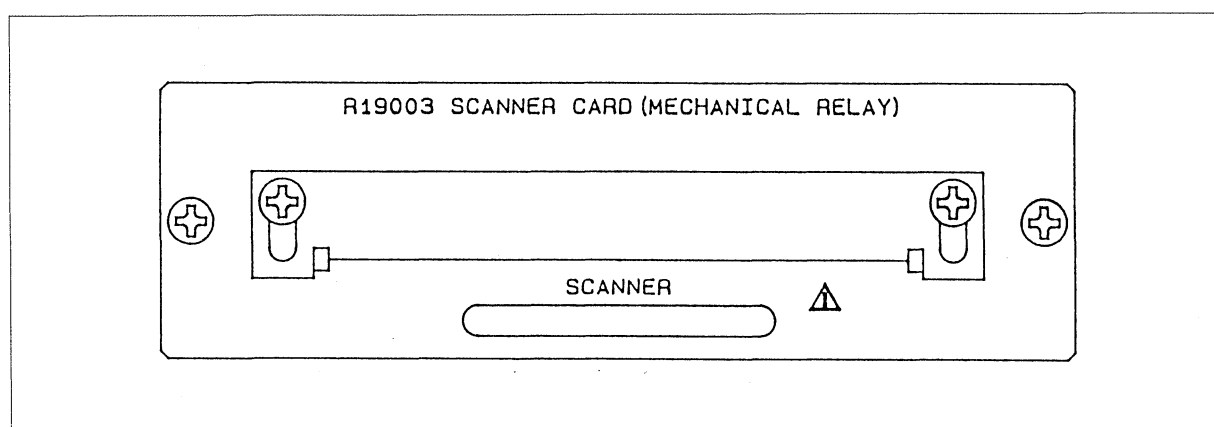 R19003 SCANNER CARD (MECHANICAL RELAY)
SCANNER